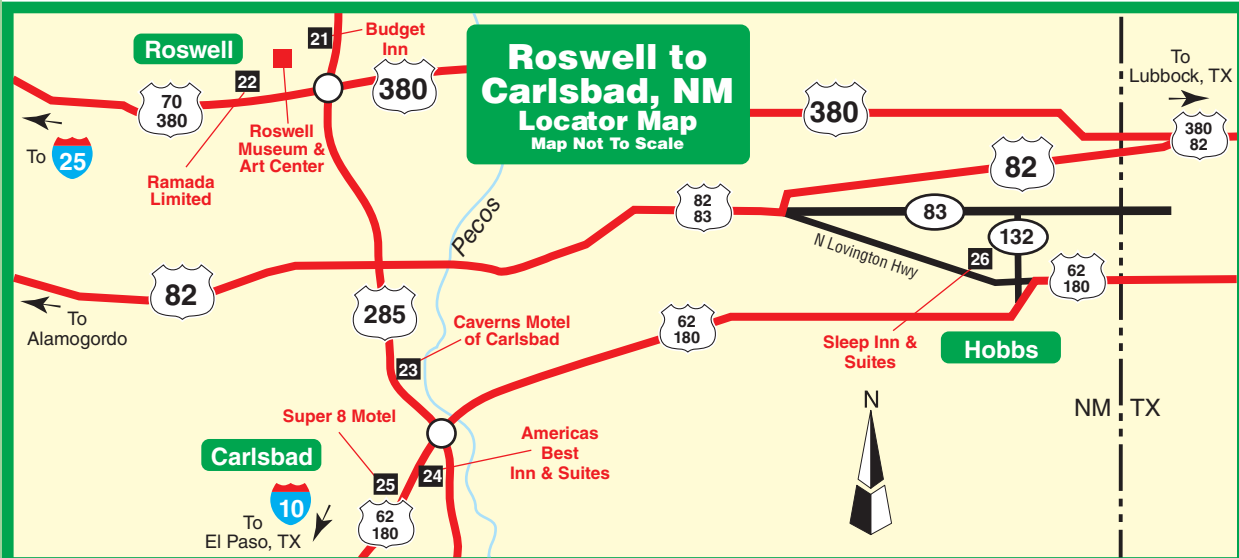 Roswell to
Carlsbad, NM
Locator Map
Map Not To Scale
Roswell
21
Budget
Inn
22
70
380
380
To
25
Roswell
Museum &
Art Center
Ramada
Limited
380
To
Lubbock, TX
380
82
82
82
83
83
132
Pecos
N Lovington Hwy
26
62
180
82
To
Alamogordo
285
Caverns Motel
of Carlsbad
62
180
Sleep Inn &
Suites
Hobbs
23
N
NM
TX
Super 8 Motel
Americas
Best
Inn & Suites
Carlsbad
25
24
10
To
El Paso, TX
62
180